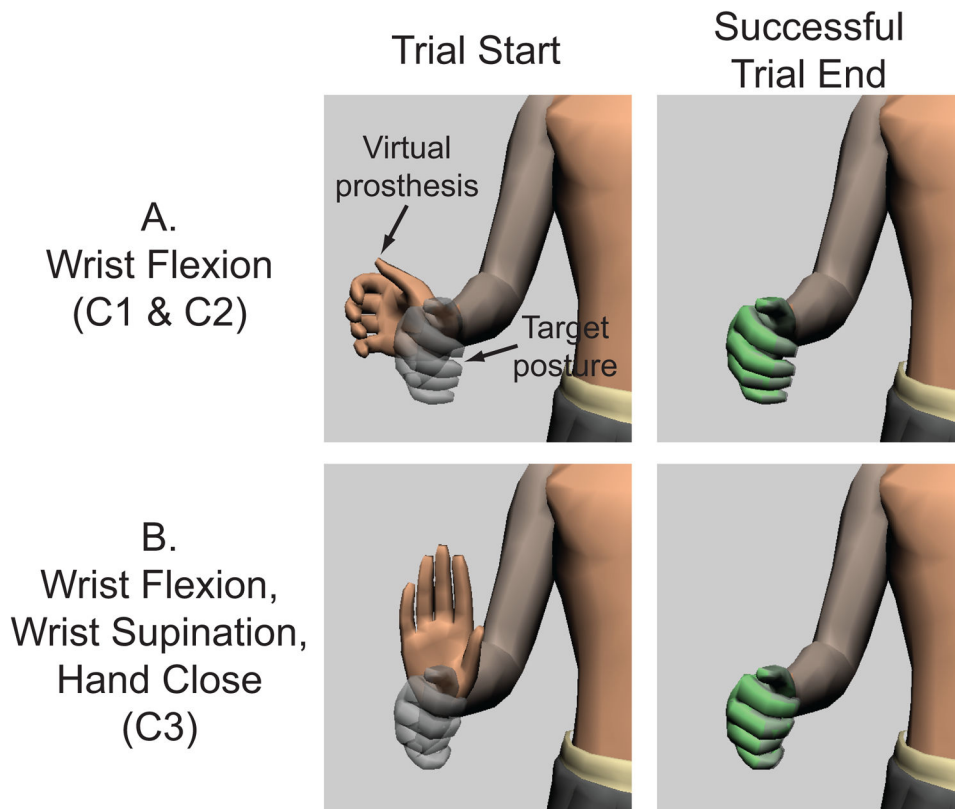 Trial Start
Successful
Trial End
A.
Wrist Flexion
(C1 & C2)
Virtual
prosthesis
Target
posture
B.
Wrist Flexion,
Wrist Supination,
Hand Close
(C3)